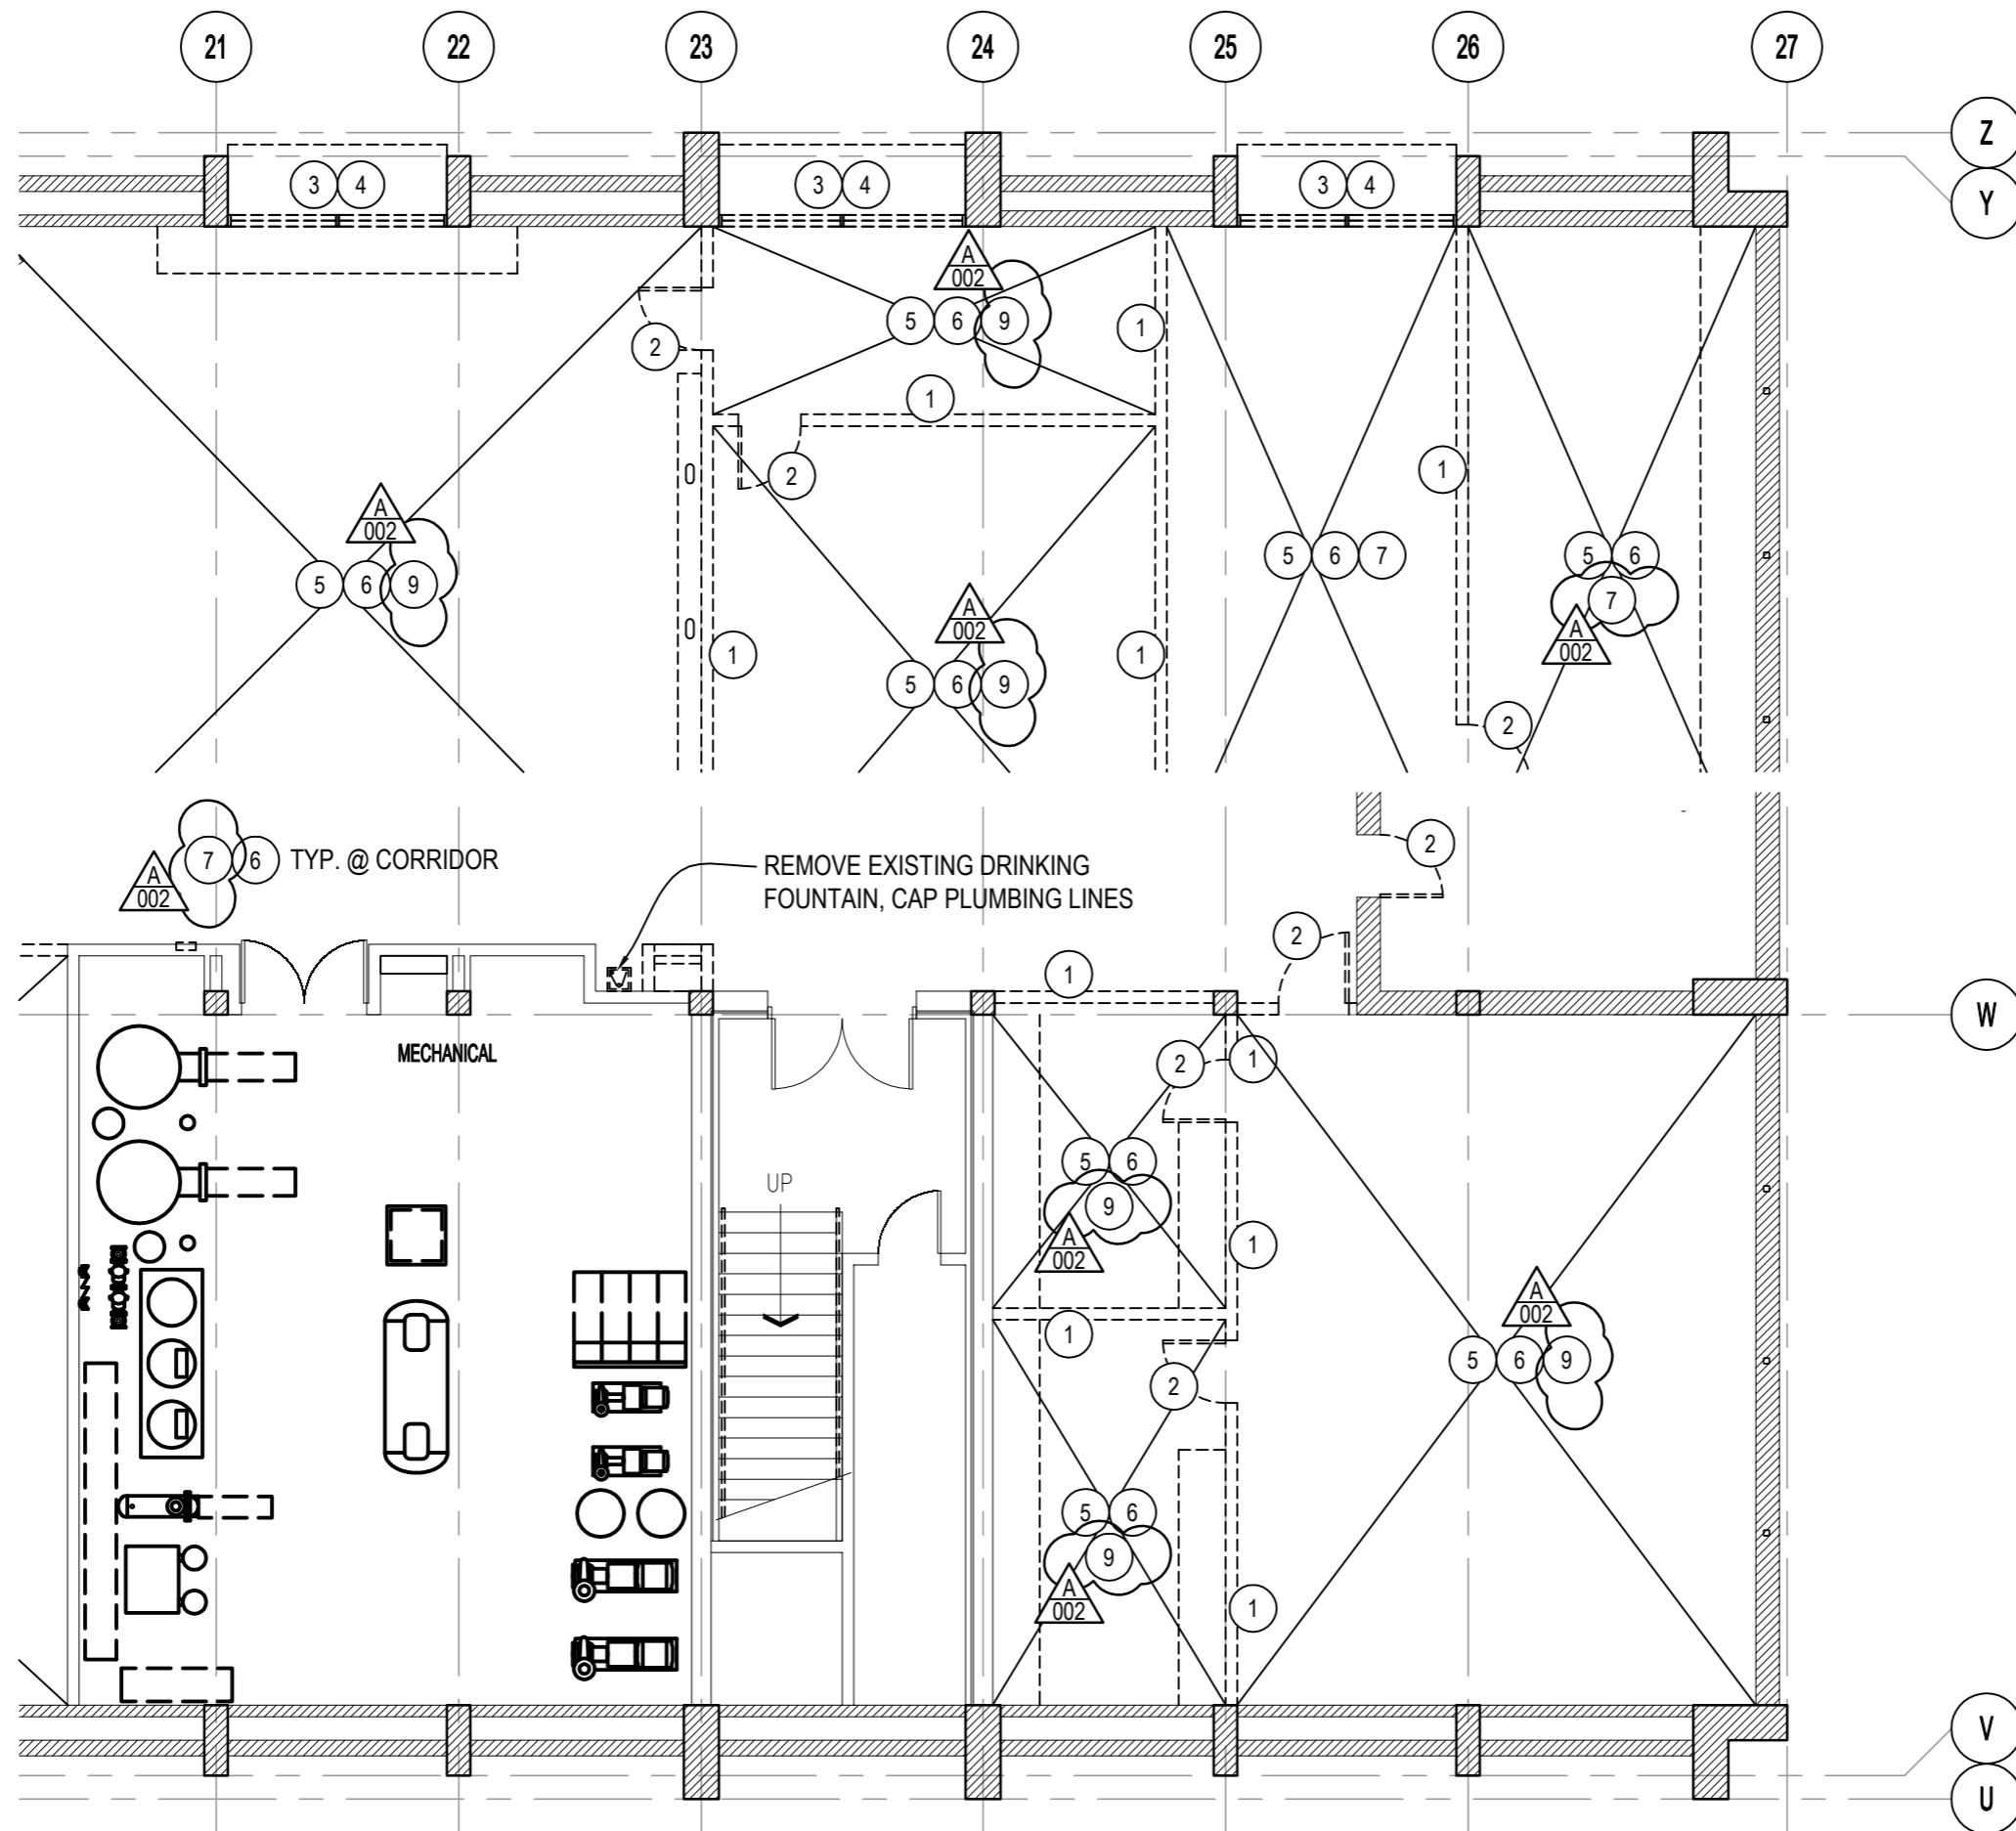 21 22 23 24 25 26 27
Z
Y
3 4 3 4 3 4
A
002
5 6 9
1
2
1
2
1
A
002
5 6 9
5 6 7
5 6
7
A
002
A
002
5 6 9
1
1
2
7 6 TYP. @ CORRIDOR
A
002
REMOVE EXISTING DRINKING
FOUNTAIN, CAP PLUMBING LINES
2
2
1
W
MECHANICAL
2
1
5 6
9
A
002
UP
1
1
2
A
002
5 6 9
5 6
9
A
002
1
V
U